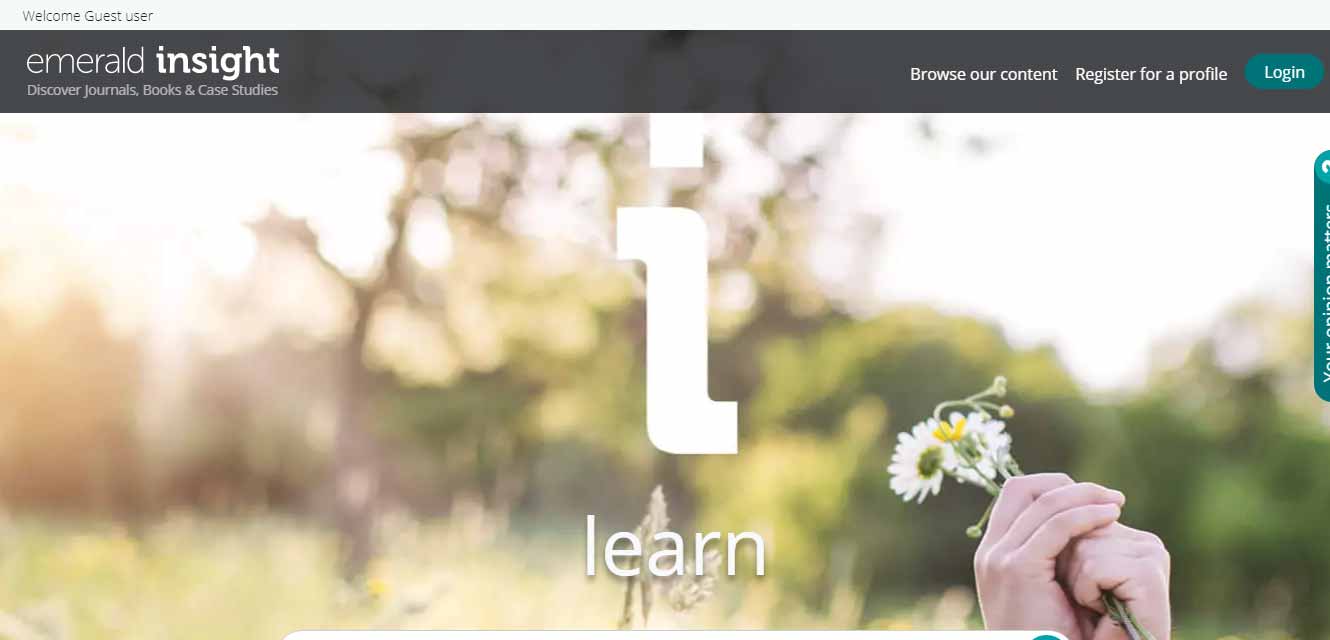 Welcome Guest user
emerald insight
Discover Journals, Books & Case Studies
Browse our content
Register for a profile
Login
i
learn
Your opinion matters